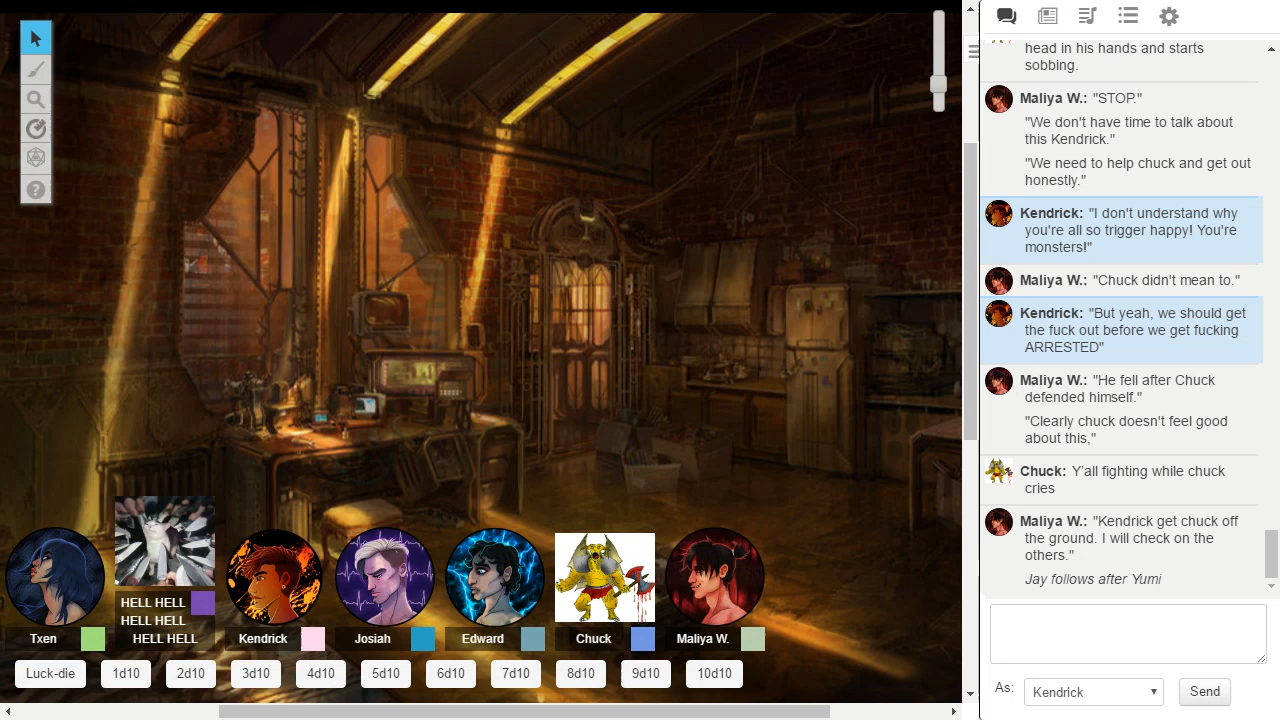 head in his hands and starts
sobbing.
Maliya W.: "STOP."
"We don't have time to talk about
this Kendrick."
"We need to help chuck and get out
honestly."
Kendrick: "I don't understand why
you're all so trigger happy! You're
monsters!"
Maliya W.: "Chuck didn't mean to."
Kendrick: "But yeah, we should get
the fuck out before we get fucking
ARRESTED"
Maliya W.: "He fell after Chuck
defended himself."
"Clearly chuck doesn't feel good
about this,"
Chuck: Y'all fighting while chuck
cries
Maliya W.: "Kendrick get chuck off
the ground. I will check on the
others."
Jay follows after Yumi
As:
Kendrick
Send
Txen
HELL HELL
HELL HELL
HELL HELL
Kendrick
Josiah
Edward
Chuck
Maliya W.
Luck-die
1d10
2d10
3d10
4d10
5d10
6d10
7d10
8d10
9d10
10d10